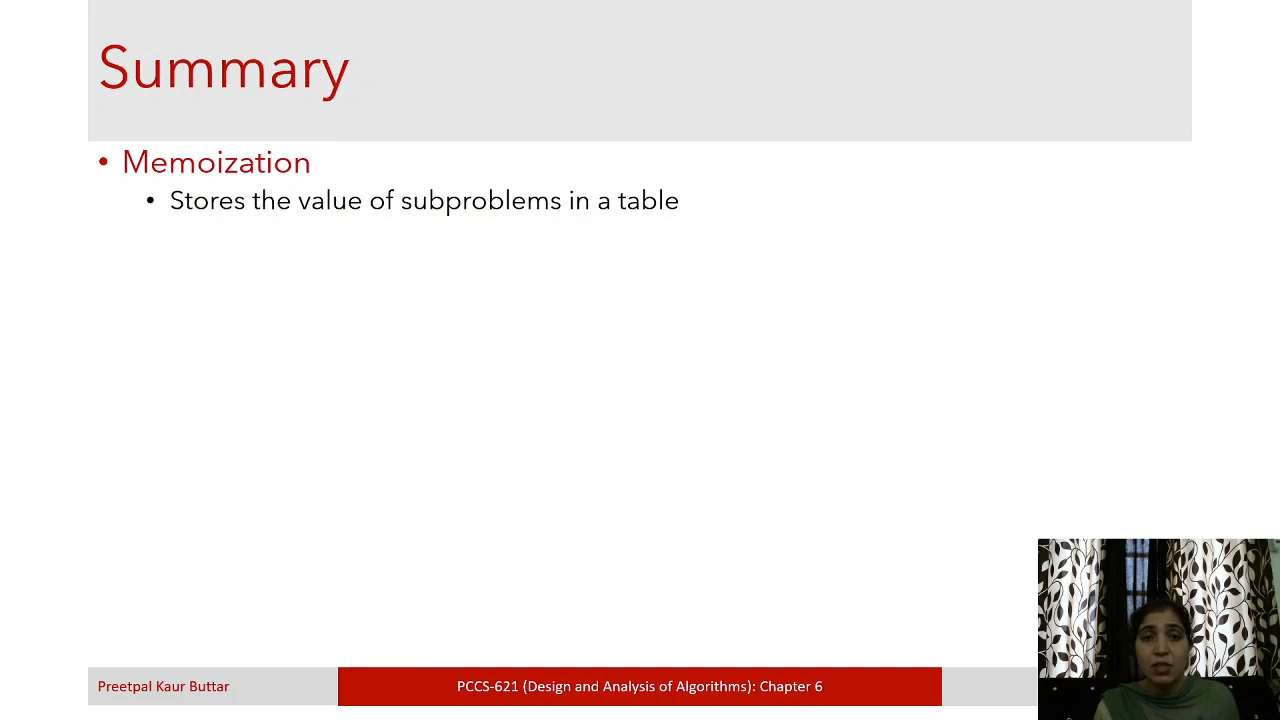 Summary
• Memoization
• Stores the value of subproblems in a table
Preetpal Kaur Buttar
PCCS-621 (Design and Analysis of Algorithms): Chapter 6